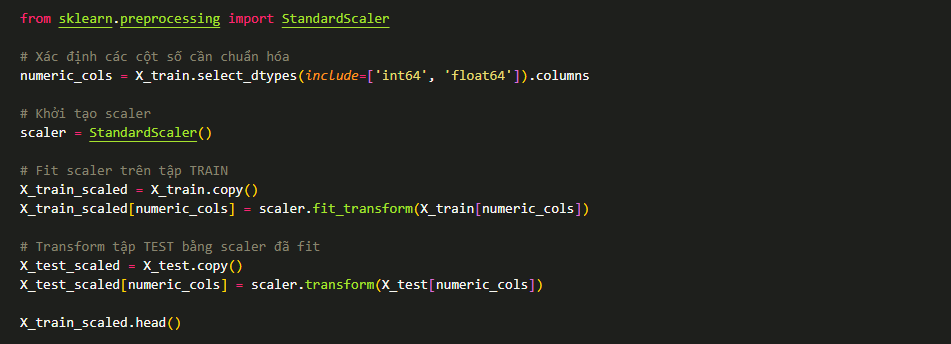 from sklearn.preprocessing import StandardScaler
# Xác định các cột số cần chuẩn hóa
numeric_cols = X_train.select_dtypes(include=['int64', 'float64']).columns
# Khởi tạo scaler
scaler = StandardScaler()
# Fit scaler trên tập TRAIN
X_train_scaled = X_train.copy()
X_train_scaled[numeric_cols] = scaler.fit_transform(X_train[numeric_cols])
# Transform tập TEST bằng scaler đã fit
X_test_scaled = X_test.copy()
X_test_scaled[numeric_cols] = scaler.transform(X_test[numeric_cols])
X_train_scaled.head()